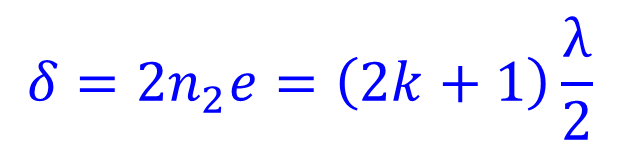 δ = 2n₂e = (2k + 1) λ/2